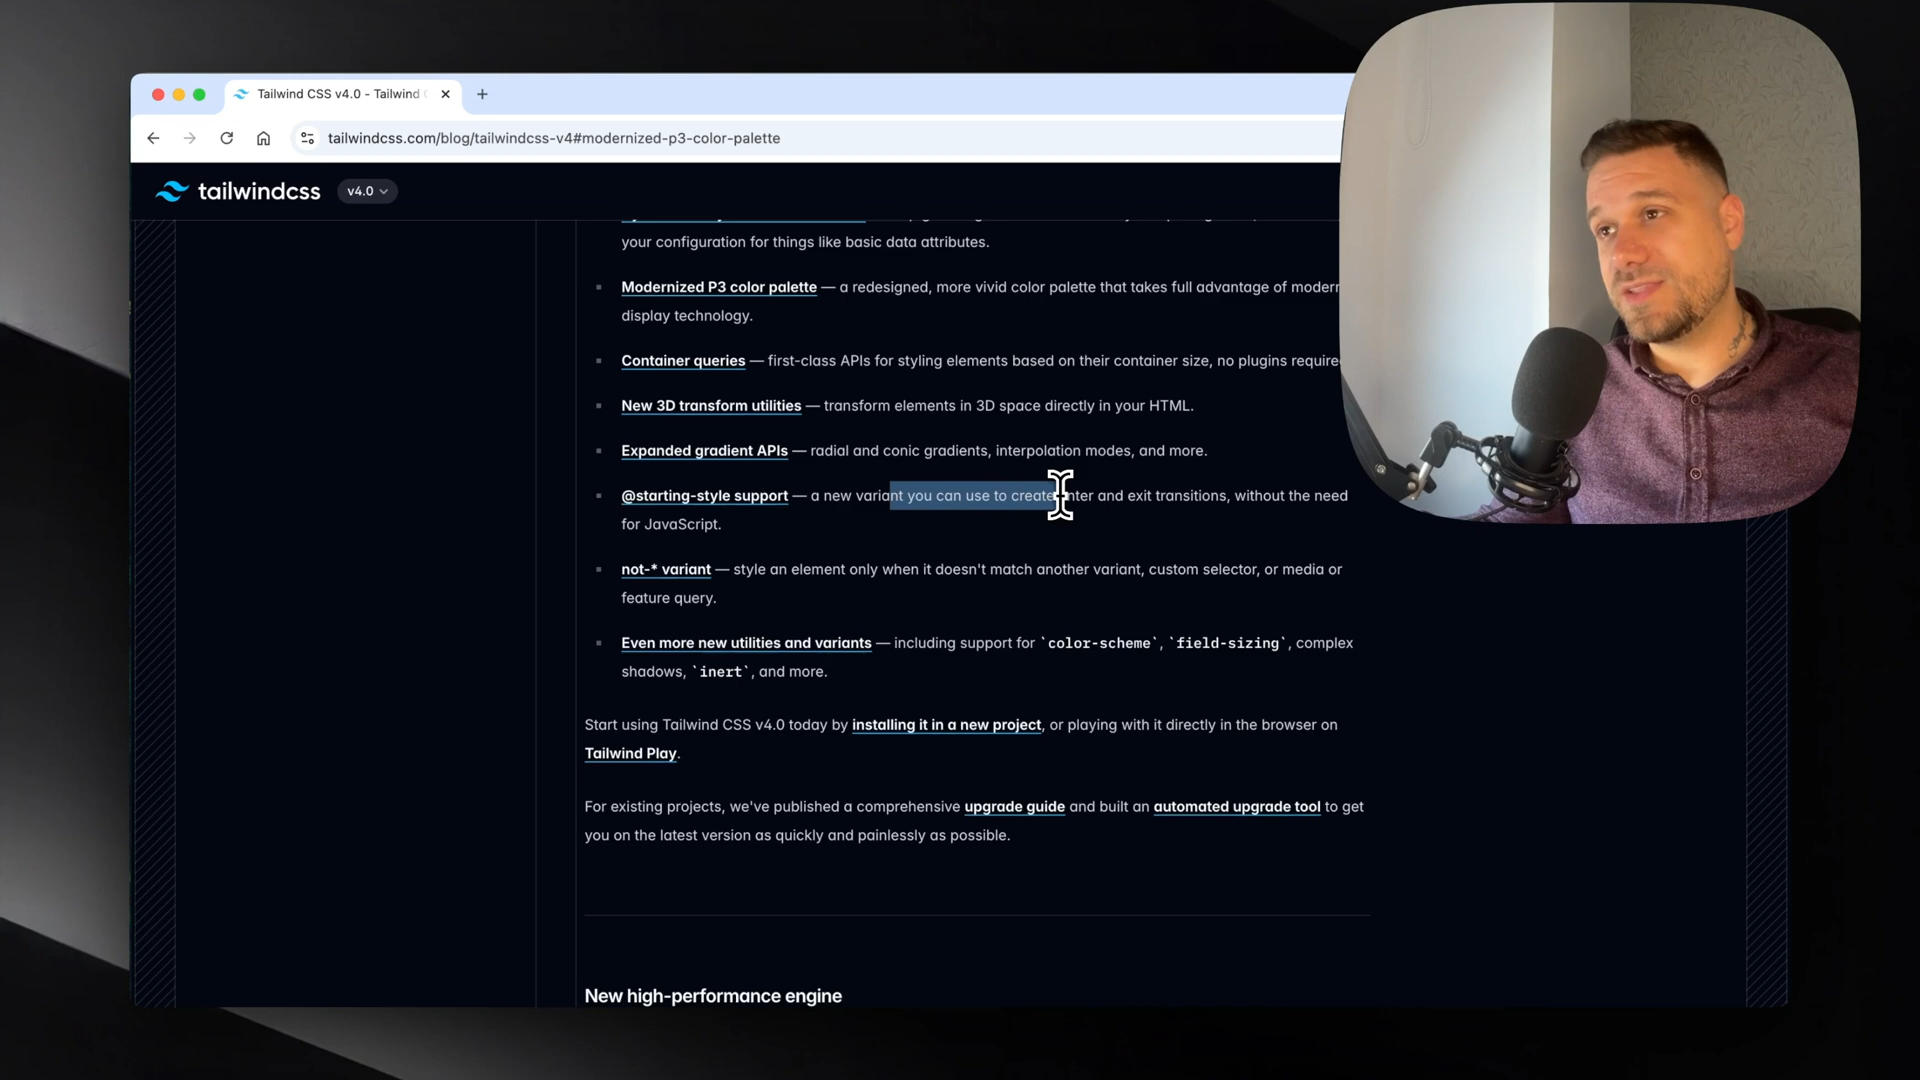 Tailwind CSS v4.0 - Tailwind
tailwindcss.com/blog/tailwindcss-v4#modernized-p3-color-palette
tailwindcss v4.0
your configuration for things like basic data attributes.
Modernized P3 color palette — a redesigned, more vivid color palette that takes full advantage of modern
display technology.
Container queries — first-class APIs for styling elements based on their container size, no plugins require
New 3D transform utilities — transform elements in 3D space directly in your HTML.
Expanded gradient APIs — radial and conic gradients, interpolation modes, and more.
@starting-style support — a new variant you can use to create enter and exit transitions, without the need
for JavaScript.
not-* variant — style an element only when it doesn't match another variant, custom selector, or media or
feature query.
Even more new utilities and variants — including support for `color-scheme`, `field-sizing`, complex
shadows, `inert`, and more.
Start using Tailwind CSS v4.0 today by installing it in a new project, or playing with it directly in the browser on
Tailwind Play.
For existing projects, we've published a comprehensive upgrade guide and built an automated upgrade tool to get
you on the latest version as quickly and painlessly as possible.
New high-performance engine